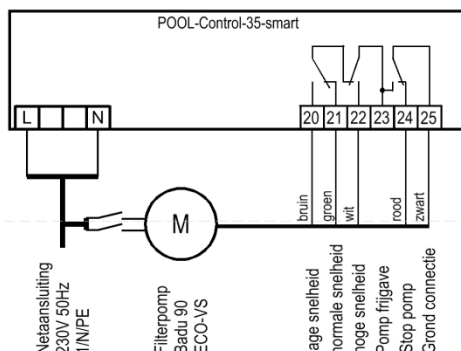 POOL-Control-35-smart
L N 20 21 22 23 24 25
bruin
groen
wit
rood
zwart
M
Netaansluiting
230V 50Hz
1/N/PE
Filterpomp
Badu 90
ECO-VS
age snelheid
normale snelheid
hoge snelheid
Pomp frijgave
Stop pomp
Grond connectie